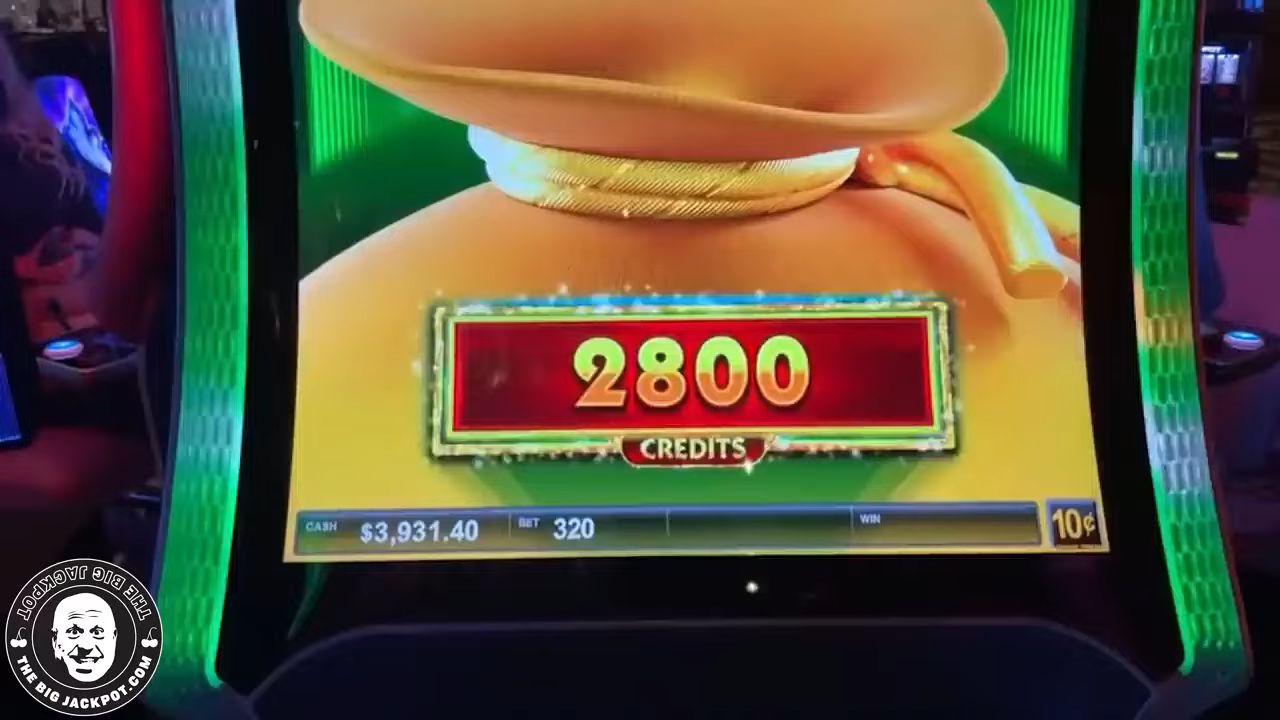 2800
CREDITS
CASH $3,931.40 BET 320 WIN 10¢
THE BIG JACKPOT
THE BIG JACKPOT.COM